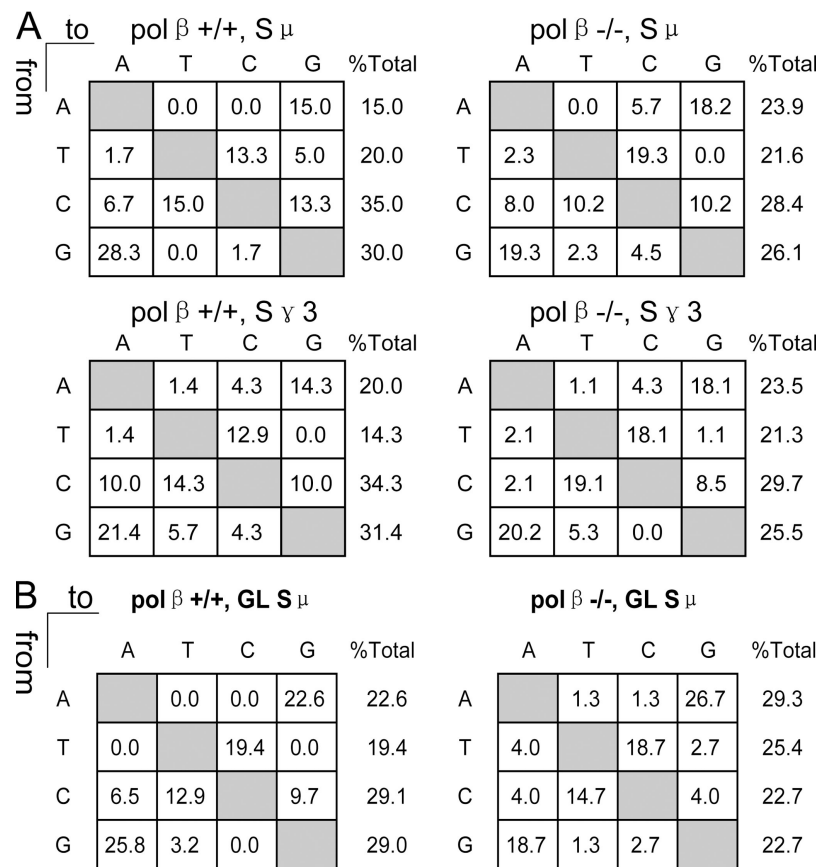 A to pol β +/+, S μ pol β -/-, S μ
from
A T C G %Total A T C G %Total
A 0.0 0.0 15.0 15.0 A 0.0 5.7 18.2 23.9
T 1.7 13.3 5.0 20.0 T 2.3 19.3 0.0 21.6
C 6.7 15.0 13.3 35.0 C 8.0 10.2 10.2 28.4
G 28.3 0.0 1.7 30.0 G 19.3 2.3 4.5 26.1
pol β +/+, S γ 3 pol β -/-, S γ 3
A T C G %Total A T C G %Total
A 1.4 4.3 14.3 20.0 A 1.1 4.3 18.1 23.5
T 1.4 12.9 0.0 14.3 T 2.1 18.1 1.1 21.3
C 10.0 14.3 10.0 34.3 C 2.1 19.1 8.5 29.7
G 21.4 5.7 4.3 31.4 G 20.2 5.3 0.0 25.5
B to pol β +/+, GL S μ pol β -/-, GL S μ
from
A T C G %Total A T C G %Total
A 0.0 0.0 22.6 22.6 A 1.3 1.3 26.7 29.3
T 0.0 19.4 0.0 19.4 T 4.0 18.7 2.7 25.4
C 6.5 12.9 9.7 29.1 C 4.0 14.7 4.0 22.7
G 25.8 3.2 0.0 29.0 G 18.7 1.3 2.7 22.7